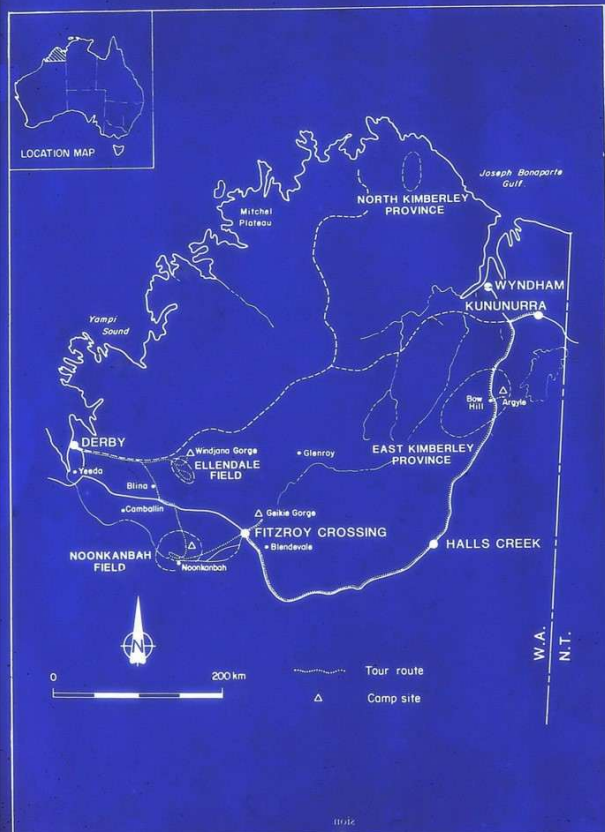 LOCATION MAP
Joseph Bonaparte
Gulf.
NORTH KIMBERLEY
PROVINCE
Mitchel
Plateau
WYNDHAM
KUNUNURRA
Yampi
Sound
Bow
Hill
Argyle
DERBY
Windjana Gorge
Glenroy
EAST KIMBERLEY
PROVINCE
Yeeda
ELLENDALE
FIELD
Blina
Camballin
Geikie Gorge
FITZROY CROSSING
HALLS CREEK
Blendevale
NOONKANBAH
FIELD
Noonkanbah
N
W.A.
N.T.
0
200 km
Tour route
Camp site